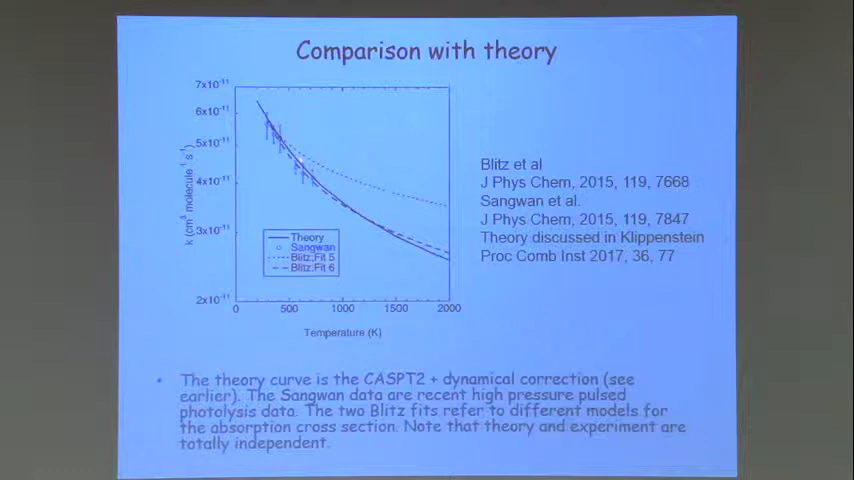 Comparison with theory
7x10⁻¹¹
6x10⁻¹¹
5x10⁻¹¹
4x10⁻¹¹
3x10⁻¹¹
2x10⁻¹¹
k (cm³ molecule⁻¹ s⁻¹)
Theory
Sangwan
Blitz:Fit 5
Blitz:Fit 6
0 500 1000 1500 2000
Temperature (K)
Blitz et al
J Phys Chem, 2015, 119, 7668
Sangwan et al.
J Phys Chem, 2015, 119, 7847
Theory discussed in Klippenstein
Proc Comb Inst 2017, 36, 77
• The theory curve is the CASPT2 + dynamical correction (see
earlier). The Sangwan data are recent high pressure pulsed
photolysis data. The two Blitz fits refer to different models for
the absorption cross section. Note that theory and experiment are
totally independent.